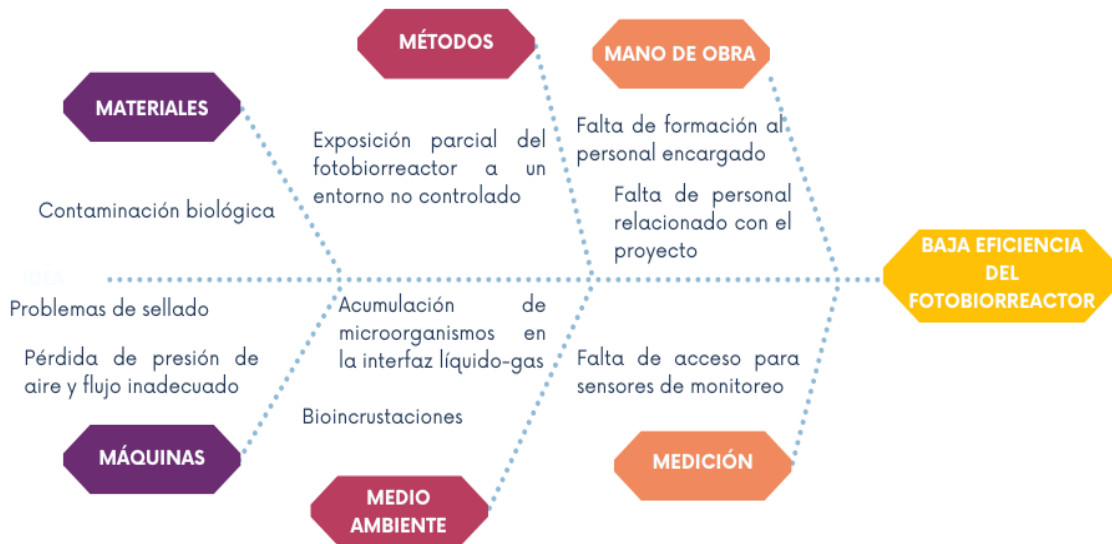 MÉTODOS
MANO DE OBRA
MATERIALES
Exposición parcial del
fotobiorreactor a un
entorno no controlado
Falta de formación al
personal encargado
Falta de personal
relacionado con el
proyecto
Contaminación biológica
BAJA EFICIENCIA
DEL
FOTOBIORREACTOR
Problemas de sellado
Pérdida de presión de
aire y flujo inadecuado
Acumulación de
microorganismos en
la interfaz líquido-gas
Bioincrustaciones
Falta de acceso para
sensores de monitoreo
MÁQUINAS
MEDIO
AMBIENTE
MEDICIÓN